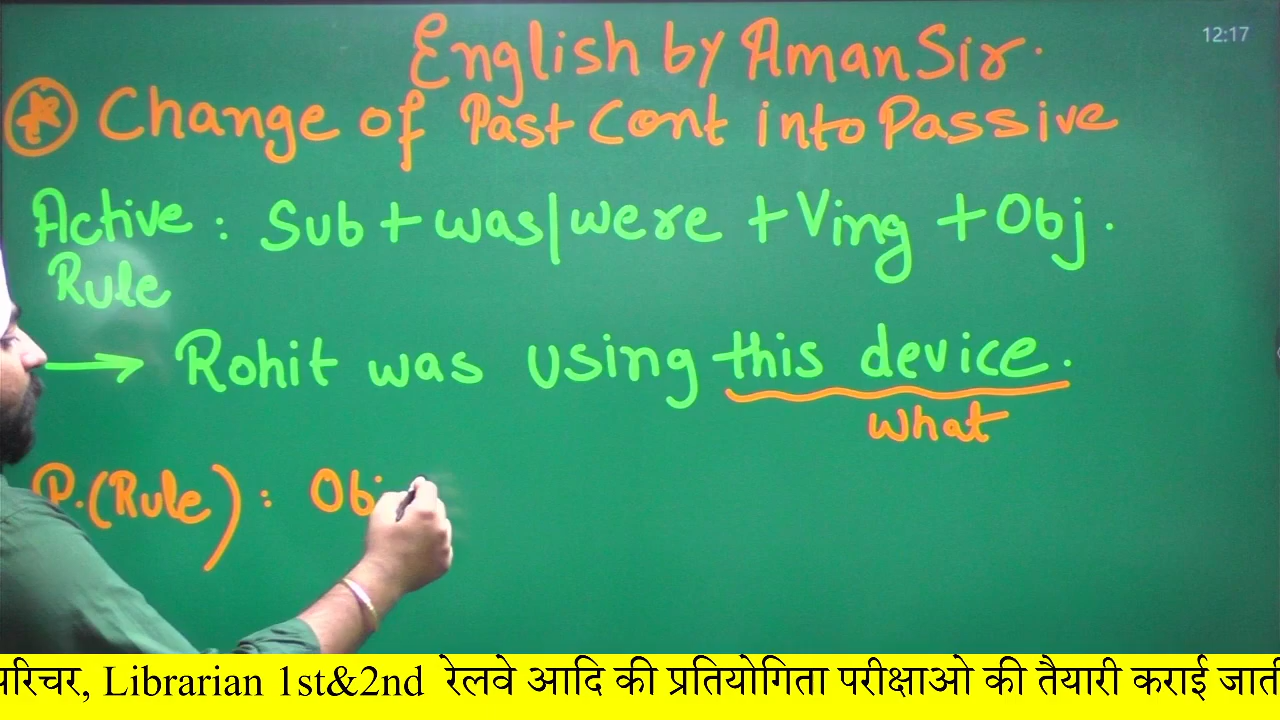 English by Aman Sir.
12:17
Change of Past Cont into Passive
Active : Sub + was/were + Ving + Obj.
Rule
→ Rohit was using this device.
what
P.(Rule) : Obj
परिचर, Librarian 1st&2nd रेलवे आदि की प्रतियोगिता परीक्षाओ की तैयारी कराई जाती